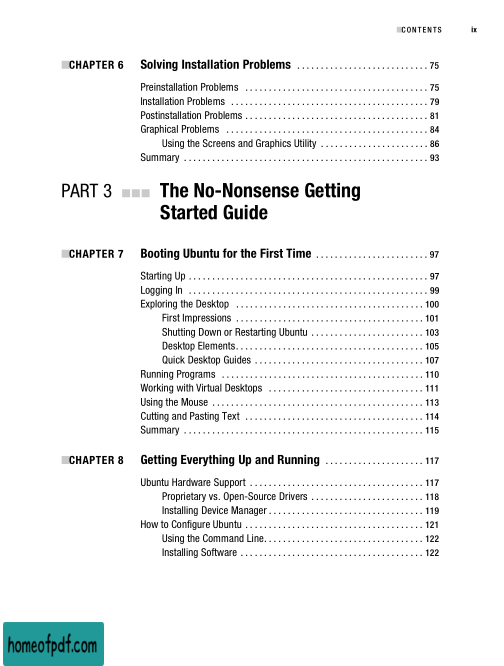 ■CONTENTS ix
■CHAPTER 6 Solving Installation Problems . . . . . . . . . . . . . . . . . . . . . . . . . . . . 75
Preinstallation Problems . . . . . . . . . . . . . . . . . . . . . . . . . . . . . . . . . . . . . . . 75
Installation Problems . . . . . . . . . . . . . . . . . . . . . . . . . . . . . . . . . . . . . . . . . . 79
Postinstallation Problems . . . . . . . . . . . . . . . . . . . . . . . . . . . . . . . . . . . . . . . 81
Graphical Problems . . . . . . . . . . . . . . . . . . . . . . . . . . . . . . . . . . . . . . . . . . . 84
Using the Screens and Graphics Utility . . . . . . . . . . . . . . . . . . . . . . . 86
Summary . . . . . . . . . . . . . . . . . . . . . . . . . . . . . . . . . . . . . . . . . . . . . . . . . . . . 93
PART 3 ■■■ The No-Nonsense Getting
Started Guide
■CHAPTER 7 Booting Ubuntu for the First Time . . . . . . . . . . . . . . . . . . . . . . . . 97
Starting Up . . . . . . . . . . . . . . . . . . . . . . . . . . . . . . . . . . . . . . . . . . . . . . . . . . . 97
Logging In . . . . . . . . . . . . . . . . . . . . . . . . . . . . . . . . . . . . . . . . . . . . . . . . . . . 99
Exploring the Desktop . . . . . . . . . . . . . . . . . . . . . . . . . . . . . . . . . . . . . . . . 100
First Impressions . . . . . . . . . . . . . . . . . . . . . . . . . . . . . . . . . . . . . . . . 101
Shutting Down or Restarting Ubuntu . . . . . . . . . . . . . . . . . . . . . . . . 103
Desktop Elements. . . . . . . . . . . . . . . . . . . . . . . . . . . . . . . . . . . . . . . . 105
Quick Desktop Guides . . . . . . . . . . . . . . . . . . . . . . . . . . . . . . . . . . . . 107
Running Programs . . . . . . . . . . . . . . . . . . . . . . . . . . . . . . . . . . . . . . . . . . . 110
Working with Virtual Desktops . . . . . . . . . . . . . . . . . . . . . . . . . . . . . . . . . 111
Using the Mouse . . . . . . . . . . . . . . . . . . . . . . . . . . . . . . . . . . . . . . . . . . . . . 113
Cutting and Pasting Text . . . . . . . . . . . . . . . . . . . . . . . . . . . . . . . . . . . . . . 114
Summary . . . . . . . . . . . . . . . . . . . . . . . . . . . . . . . . . . . . . . . . . . . . . . . . . . . 115
■CHAPTER 8 Getting Everything Up and Running . . . . . . . . . . . . . . . . . . . . . 117
Ubuntu Hardware Support . . . . . . . . . . . . . . . . . . . . . . . . . . . . . . . . . . . . . 117
Proprietary vs. Open-Source Drivers . . . . . . . . . . . . . . . . . . . . . . . . 118
Installing Device Manager . . . . . . . . . . . . . . . . . . . . . . . . . . . . . . . . . 119
How to Configure Ubuntu . . . . . . . . . . . . . . . . . . . . . . . . . . . . . . . . . . . . . . 121
Using the Command Line. . . . . . . . . . . . . . . . . . . . . . . . . . . . . . . . . . 122
Installing Software . . . . . . . . . . . . . . . . . . . . . . . . . . . . . . . . . . . . . . . 122
homeofpdf.com